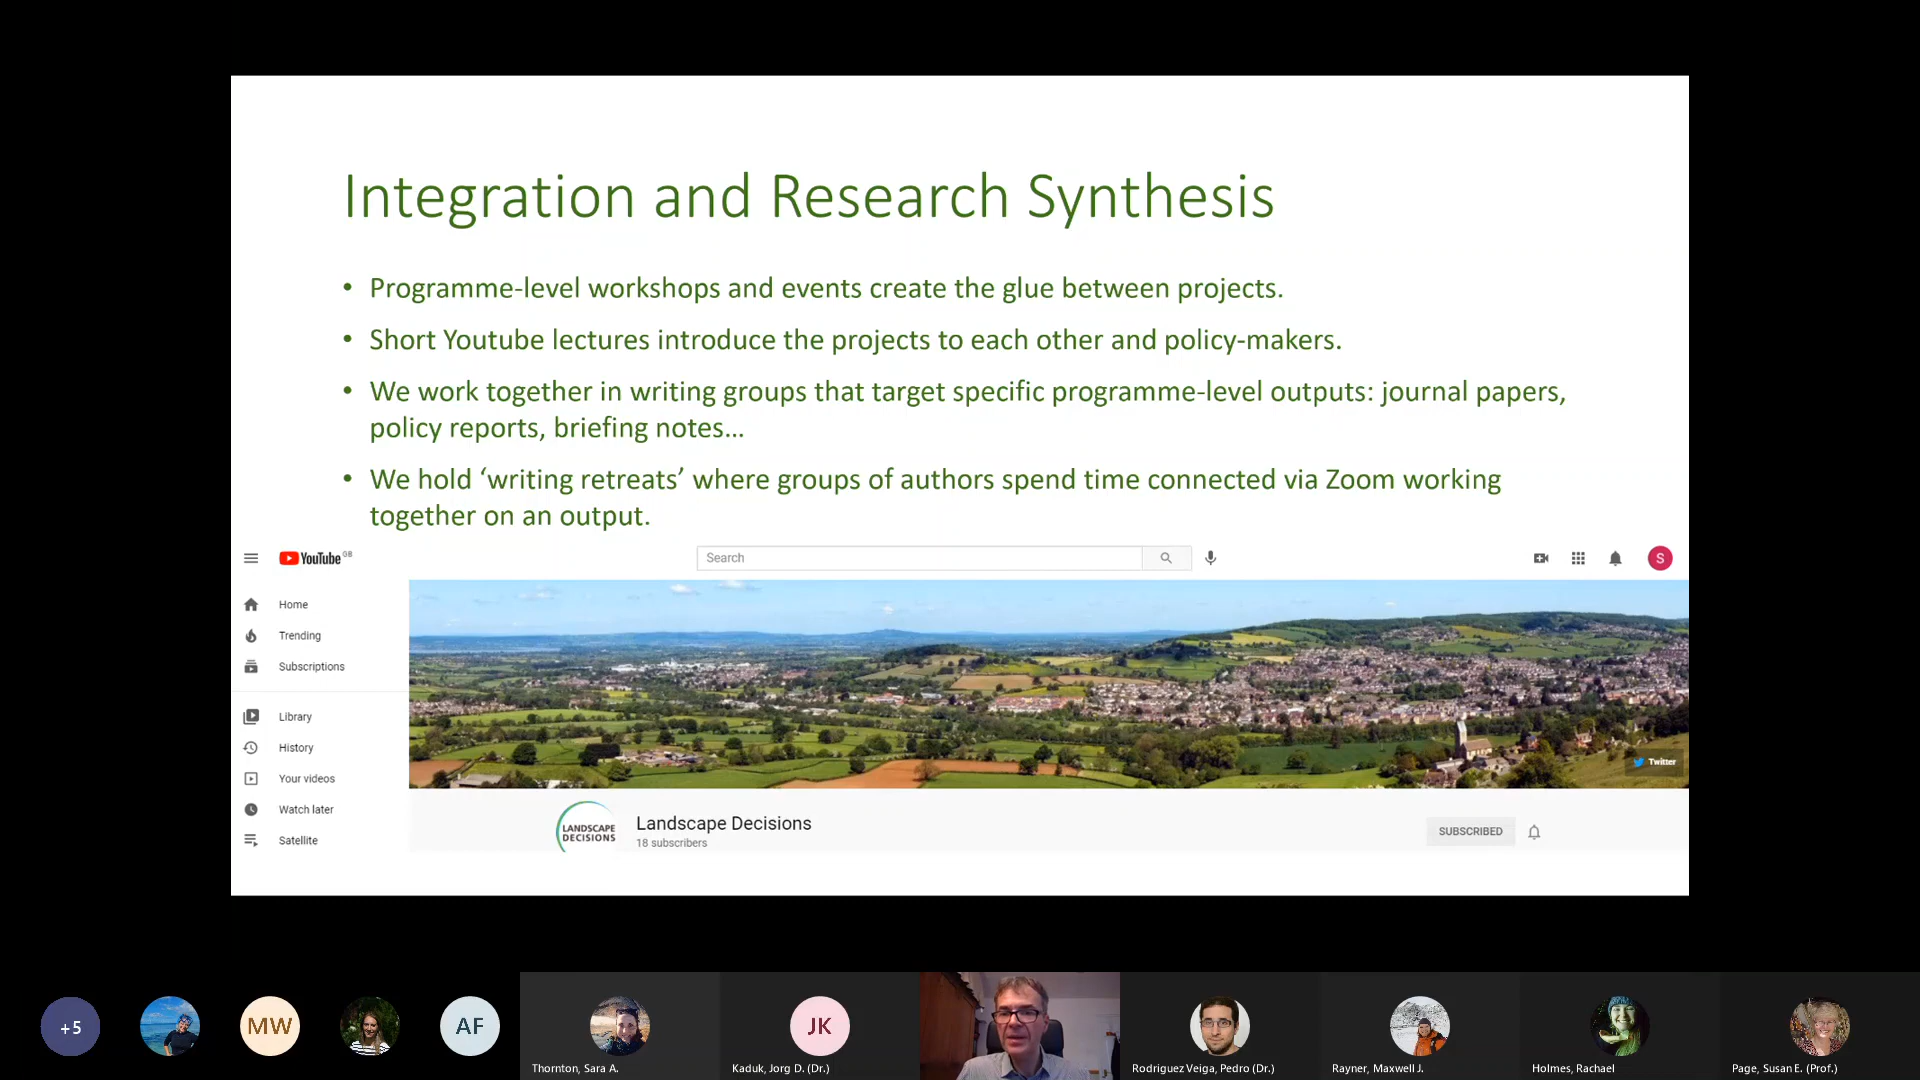 Integration and Research Synthesis
• Programme-level workshops and events create the glue between projects.
• Short Youtube lectures introduce the projects to each other and policy-makers.
• We work together in writing groups that target specific programme-level outputs: journal papers,
policy reports, briefing notes...
• We hold ‘writing retreats’ where groups of authors spend time connected via Zoom working
together on an output.
YouTube GB
Search
S
Home
Trending
Subscriptions
Library
History
Your videos
Watch later
Satellite
Twitter
LANDSCAPE
DECISIONS
Landscape Decisions
18 subscribers
SUBSCRIBED
+5
MW
AF
JK
Thornton, Sara A.
Kaduk, Jorg D. (Dr.)
Rodriguez Veiga, Pedro (Dr.)
Rayner, Maxwell J.
Holmes, Rachael
Page, Susan E. (Prof.)